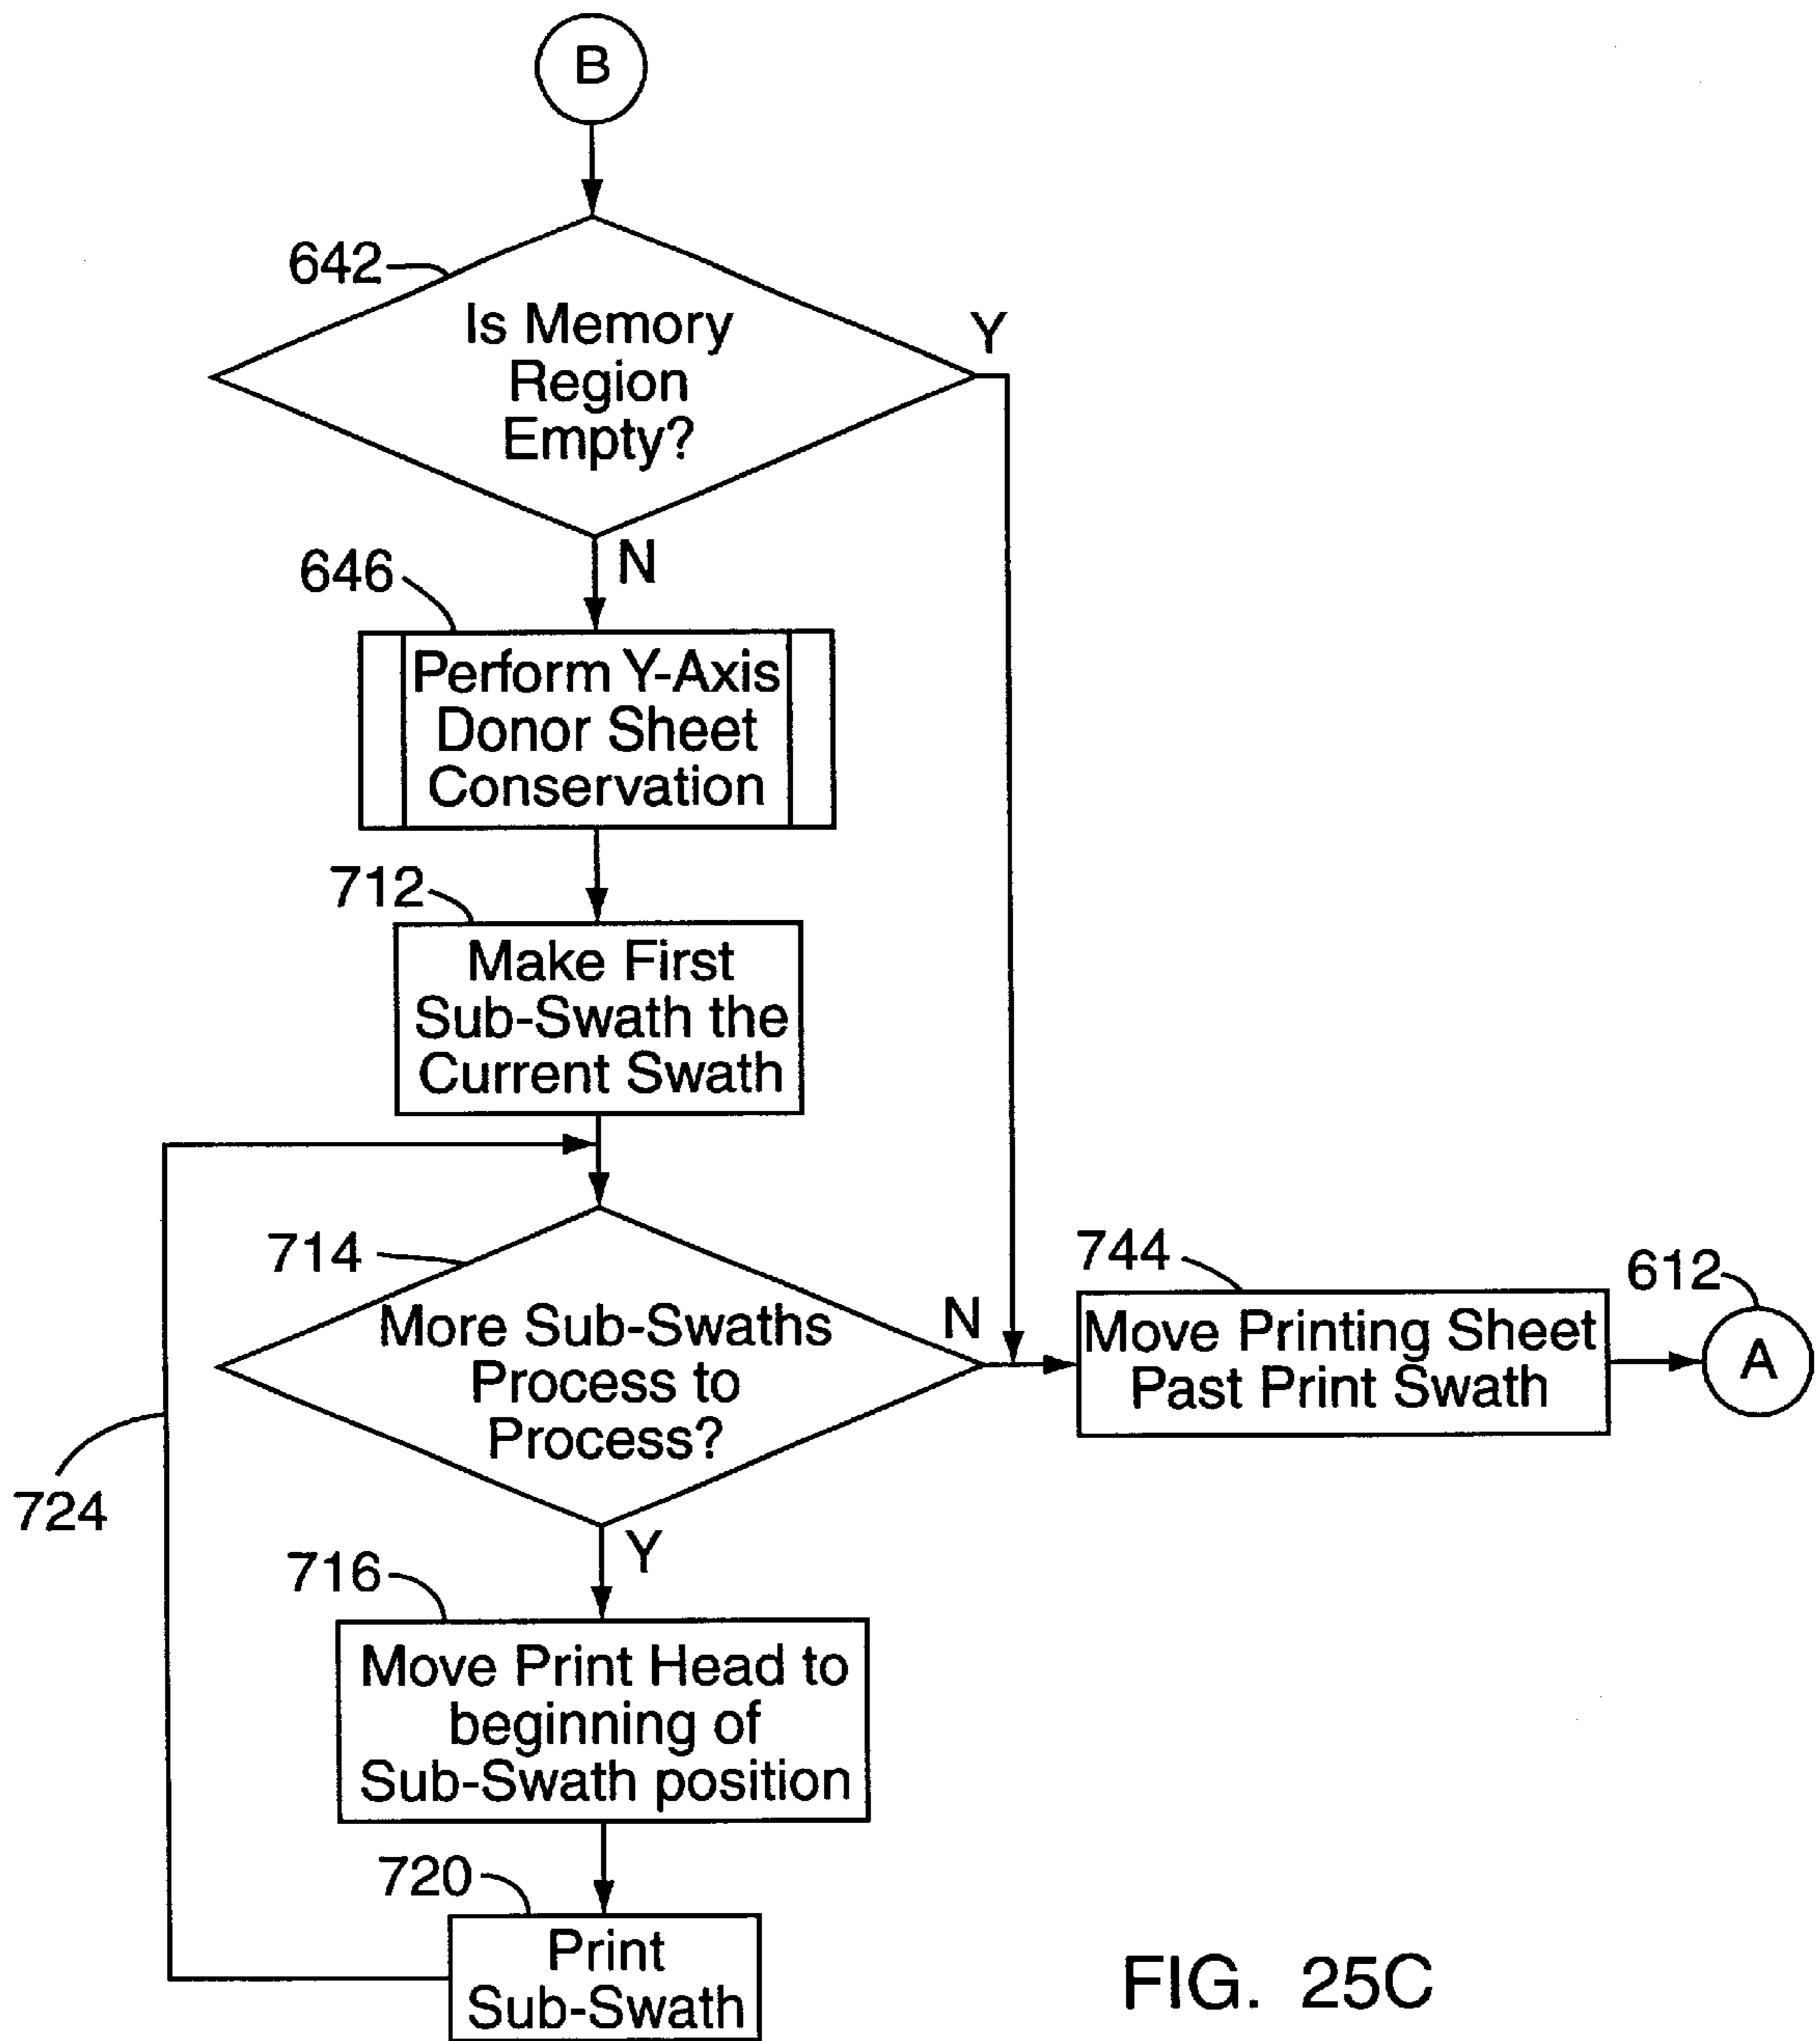 B
642
Is Memory
Region
Empty?
Y
N
646
Perform Y-Axis
Donor Sheet
Conservation
712
Make First
Sub-Swath the
Current Swath
714
More Sub-Swaths
Process to
Process?
N
744
Move Printing Sheet
Past Print Swath
612
A
724
Y
716
Move Print Head to
beginning of
Sub-Swath position
720
Print
Sub-Swath
FIG. 25C